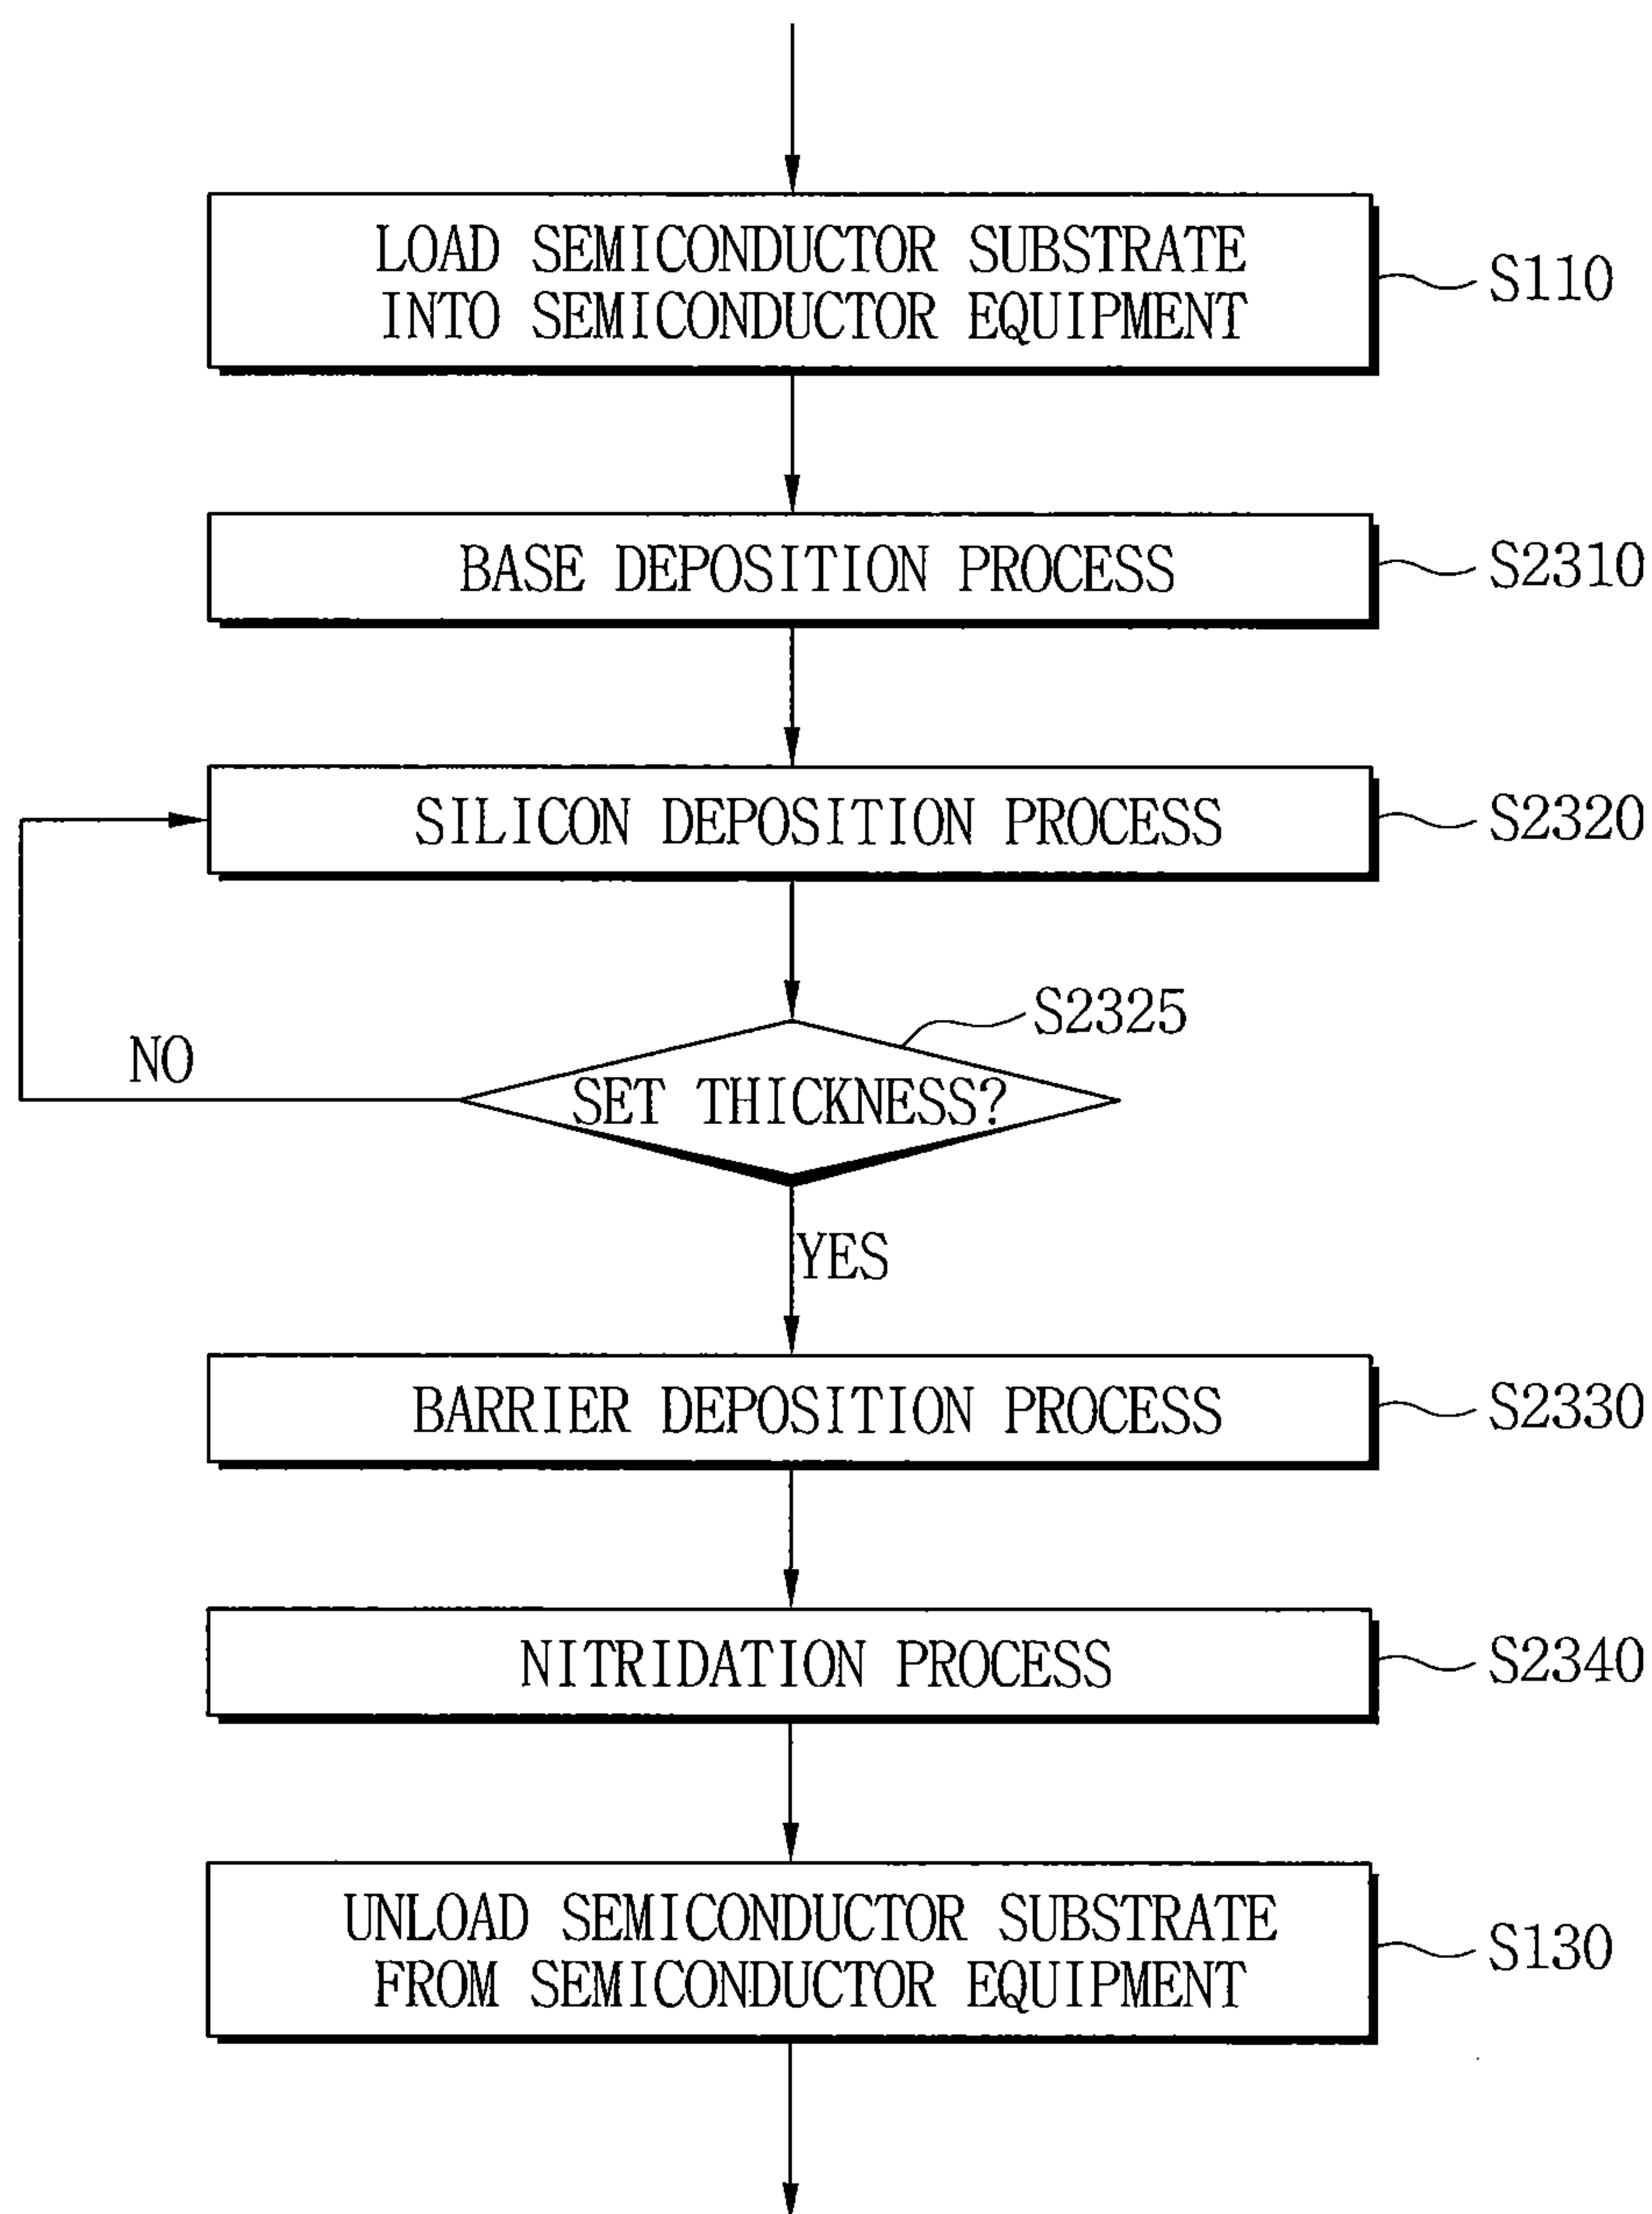 LOAD SEMICONDUCTOR SUBSTRATE
INTO SEMICONDUCTOR EQUIPMENT
S110
BASE DEPOSITION PROCESS
S2310
SILICON DEPOSITION PROCESS
S2320
S2325
NO
SET THICKNESS?
YES
BARRIER DEPOSITION PROCESS
S2330
NITRIDATION PROCESS
S2340
UNLOAD SEMICONDUCTOR SUBSTRATE
FROM SEMICONDUCTOR EQUIPMENT
S130